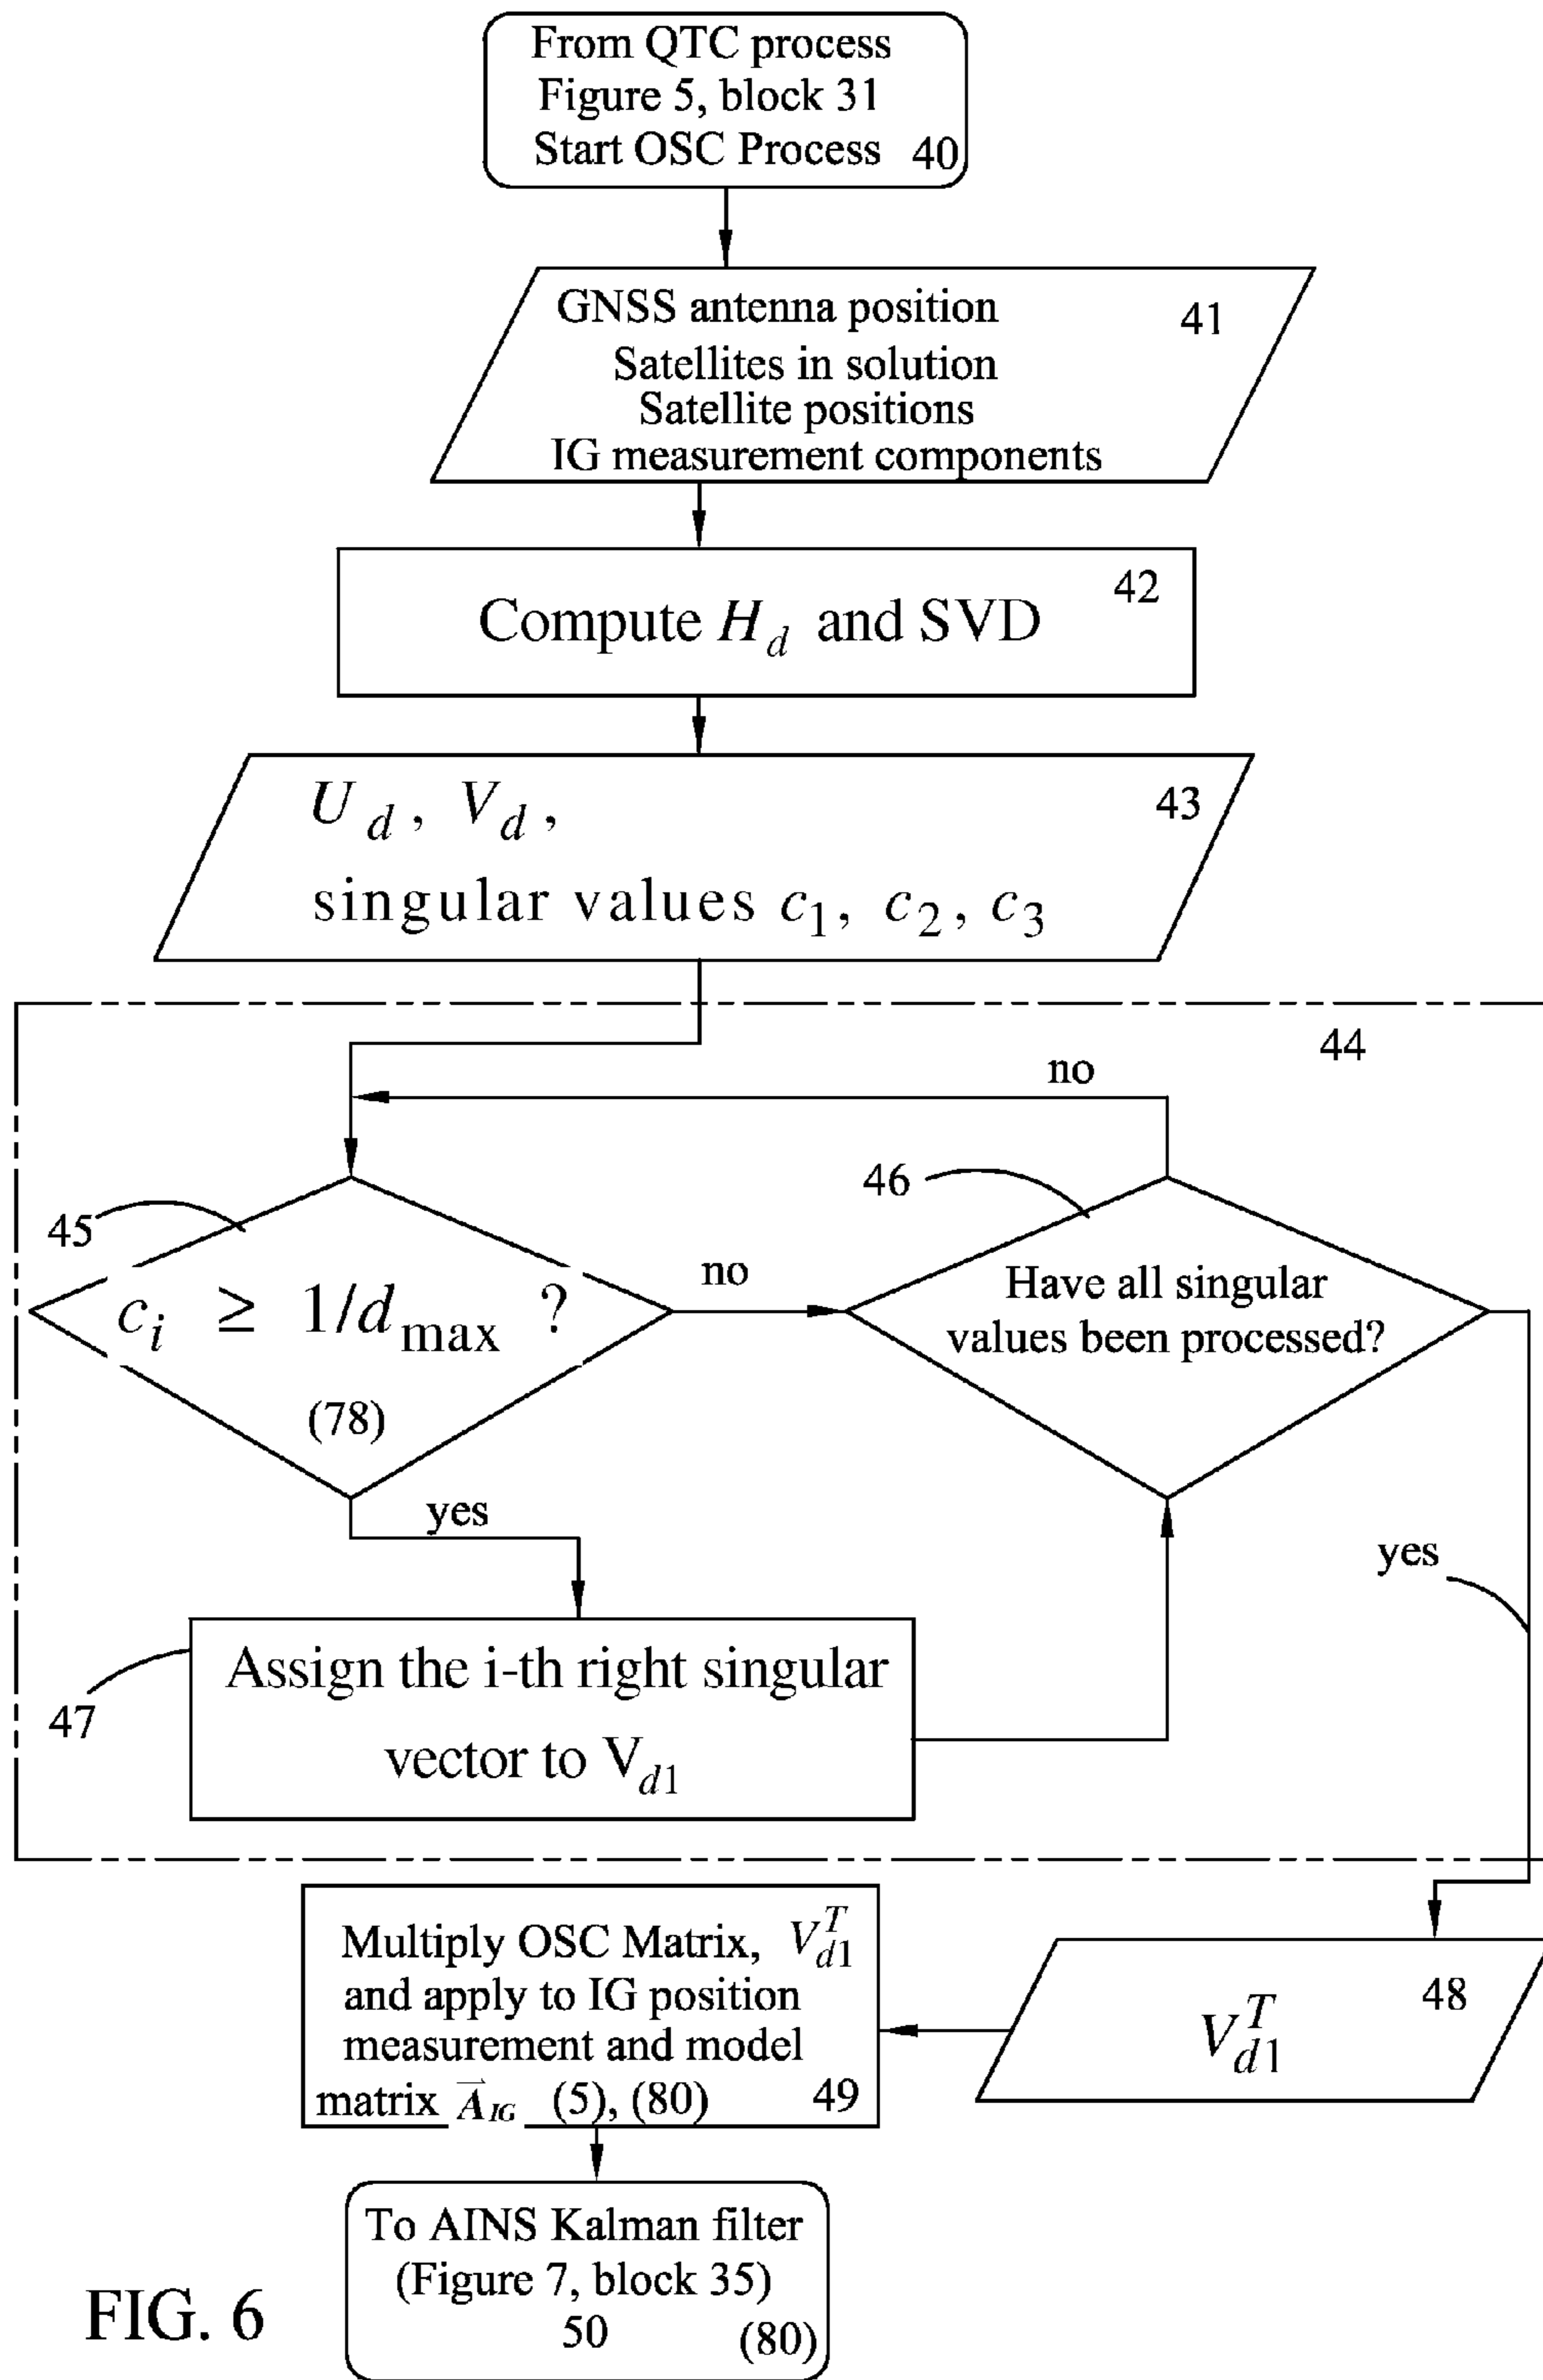 From QTC process
Figure 5, block 31
Start OSC Process 40
GNSS antenna position 41
Satellites in solution
Satellite positions
IG measurement components
42
Compute H_d and SVD
U_d, V_d, 43
singular values c_1, c_2, c_3
44
no
46
45
c_i ≥ 1/d_max ?
(78)
no
Have all singular
values been processed?
yes
yes
47
Assign the i-th right singular
vector to V_d1
Multiply OSC Matrix, V_d1^T
and apply to IG position
measurement and model
matrix A⃗_IG (5), (80) 49
48
V_d1^T
To AINS Kalman filter
(Figure 7, block 35)
50 (80)
FIG. 6